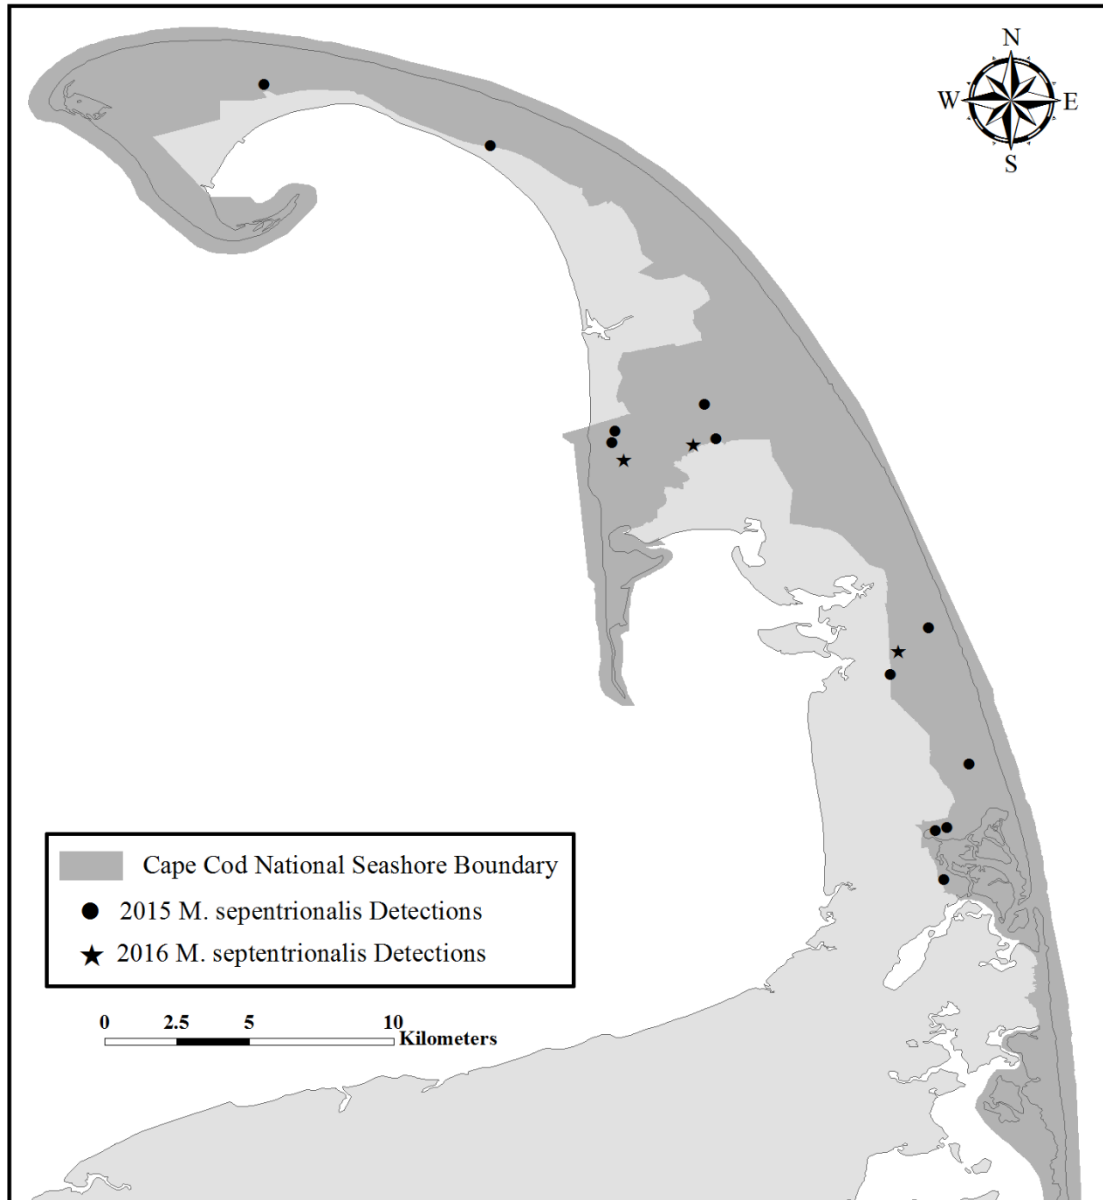 N
W E
S
Cape Cod National Seashore Boundary
2015 M. sepentrionalis Detections
2016 M. septentrionalis Detections
0 2.5 5 10
Kilometers